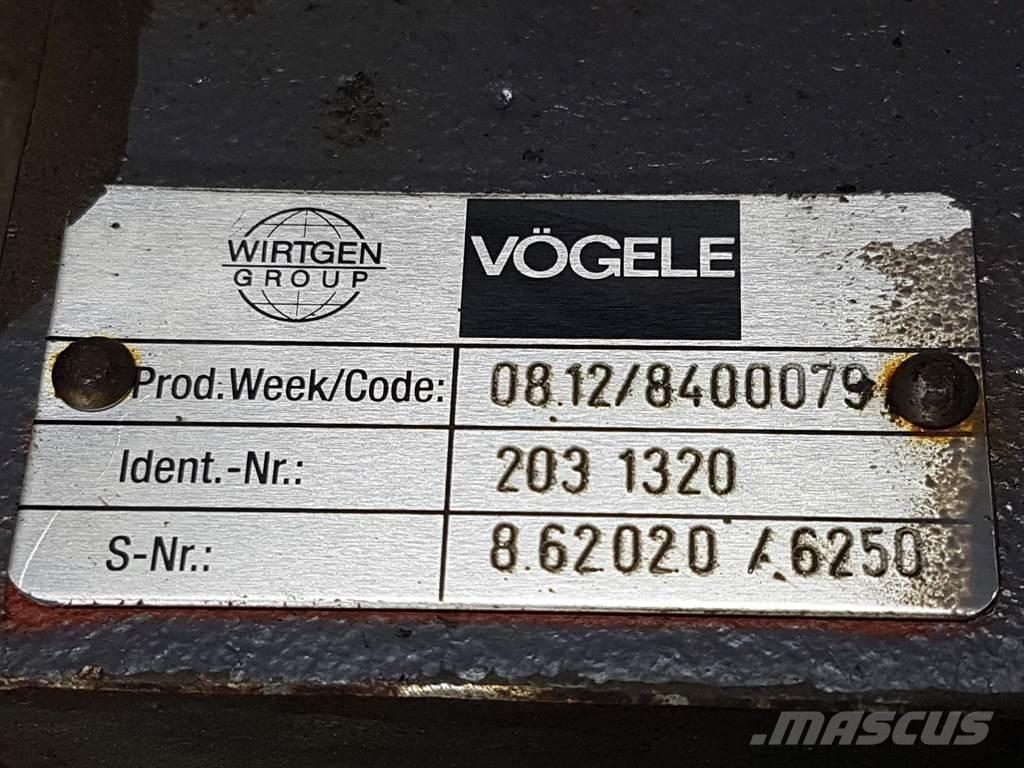 WIRTGEN
GROUP
VÖGELE
Prod.Week/Code: 08.12/8400079
Ident.-Nr.: 203 1320
S-Nr.: 8.62020 / 6250
.MASCUS